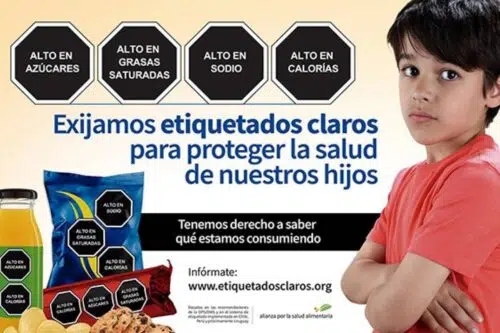 ALTO EN
AZÚCARES
ALTO EN
GRASAS
SATURADAS
ALTO EN
SODIO
ALTO EN
CALORÍAS
Exijamos etiquetados claros
para proteger la salud
de nuestros hijos
Tenemos derecho a saber
qué estamos consumiendo
Infórmate:
www.etiquetadosclaros.org
alianza por la salud alimentaria
ALTO EN
SODIO
ALTO EN
GRASAS
SATURADAS
ALTO EN
CALORÍAS
ALTO EN
AZÚCARES
ALTO EN
CALORÍAS
ALTO EN
GRASAS
SATURADAS